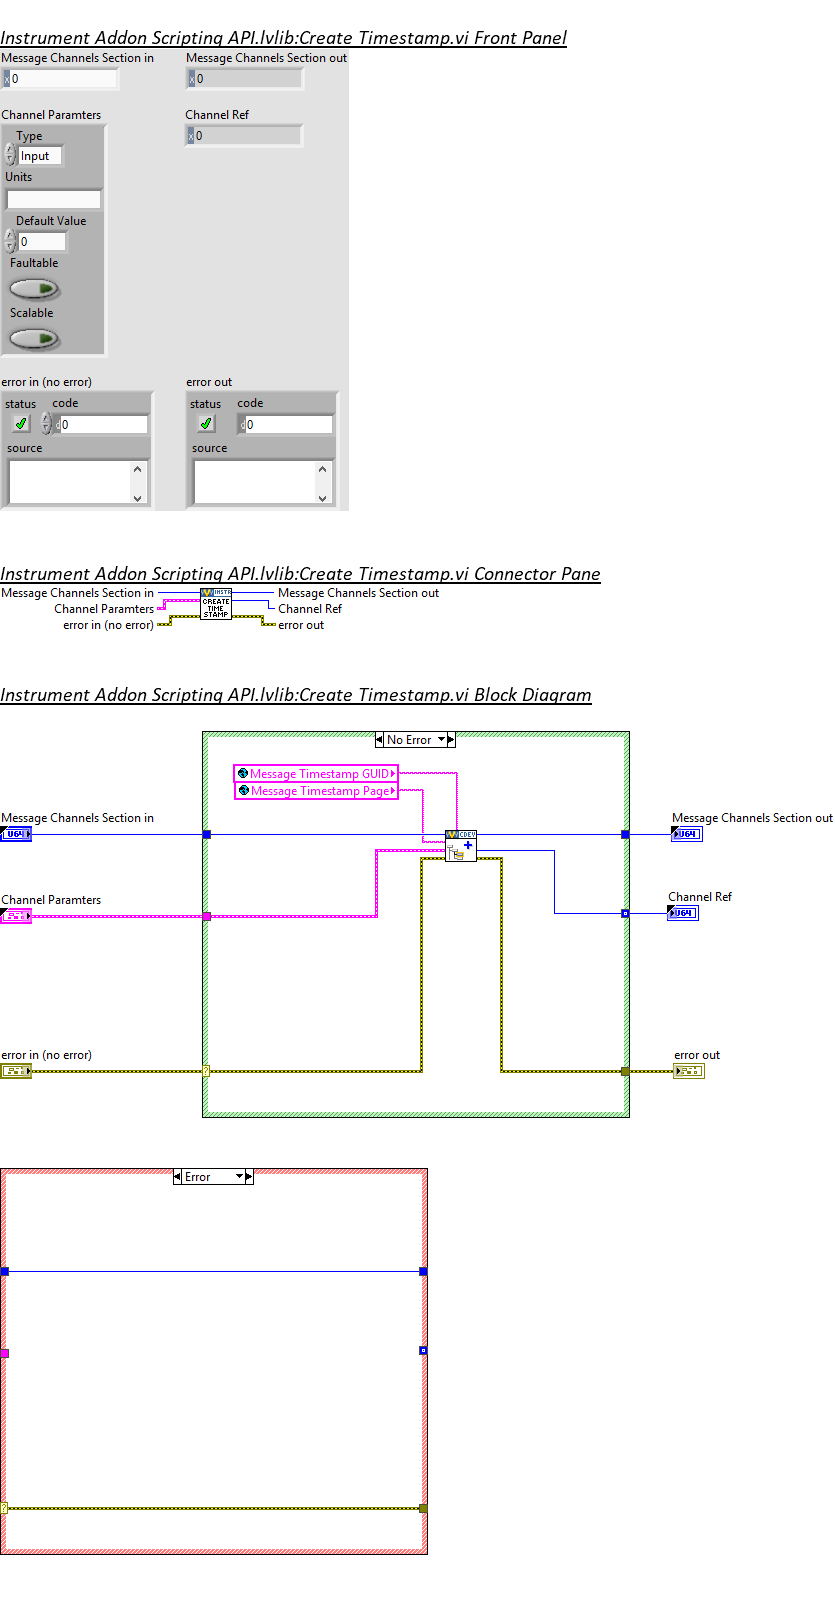 Instrument Addon Scripting API.lvlib:Create Timestamp.vi Front Panel
Message Channels Section in
Message Channels Section out
x 0
x 0
Channel Paramters
Channel Ref
Type
x 0
Input
Units
Default Value
0
Faultable
Scalable
error in (no error)
error out
status code
status code
d 0
d 0
source
source
Instrument Addon Scripting API.lvlib:Create Timestamp.vi Connector Pane
Message Channels Section in
INSTR
Message Channels Section out
Channel Paramters
CREATE TIME STAMP
Channel Ref
error in (no error)
error out
Instrument Addon Scripting API.lvlib:Create Timestamp.vi Block Diagram
No Error
Message Timestamp GUID
Message Timestamp Page
Message Channels Section in
Message Channels Section out
U64
CDEV
U64
Channel Paramters
Channel Ref
U64
error in (no error)
error out
?
Error
?